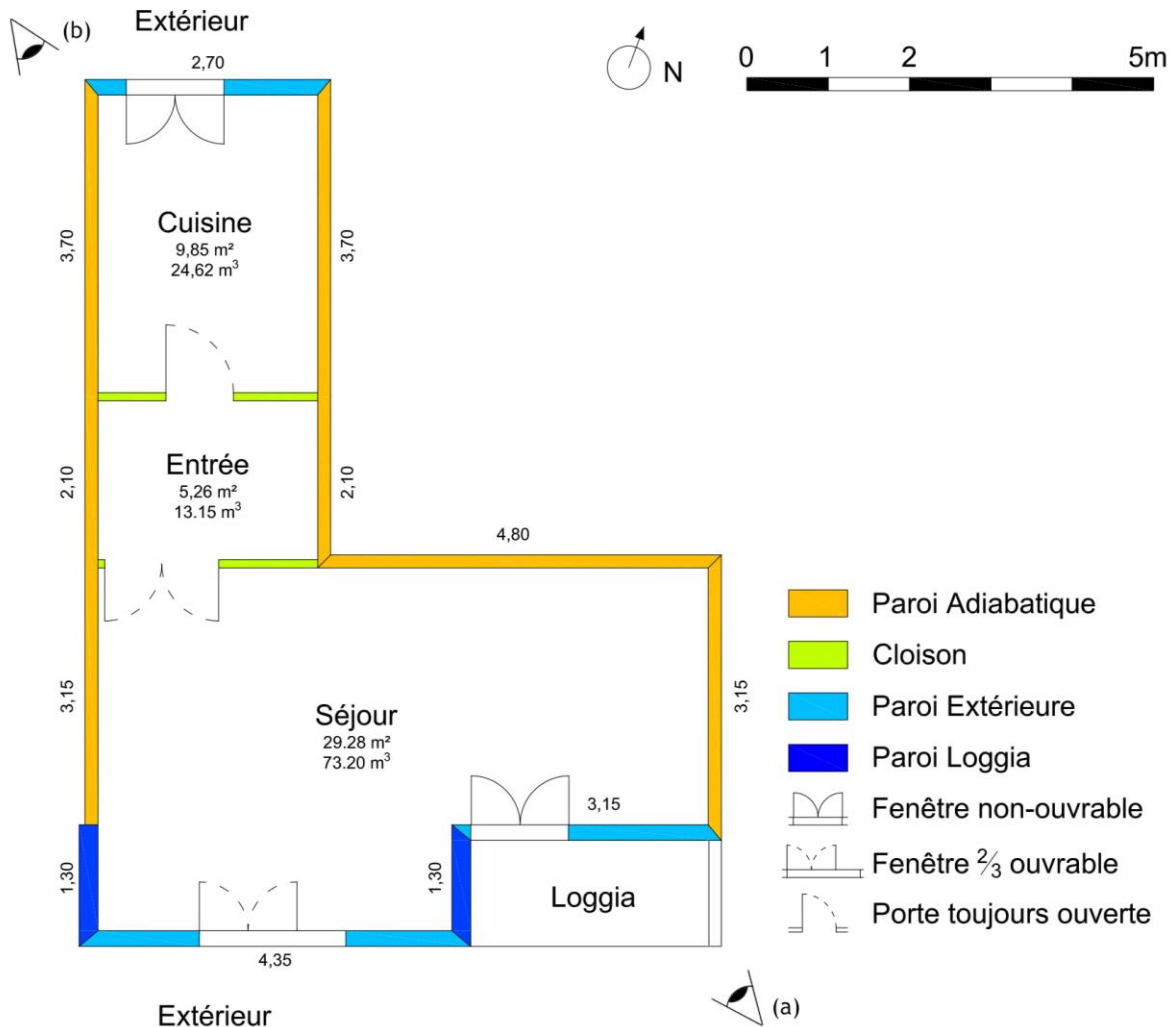 (b)
Extérieur
2,70
N
0 1 2 5m
Cuisine
9,85 m²
24,62 m³
3,70
3,70
Entrée
5,26 m²
13.15 m³
2,10
2,10
4,80
Séjour
29.28 m²
73.20 m³
3,15
3,15
3,15
1,30
1,30
Loggia
4,35
Extérieur
(a)
Paroi Adiabatique
Cloison
Paroi Extérieure
Paroi Loggia
Fenêtre non-ouvrable
Fenêtre ⅔ ouvrable
Porte toujours ouverte